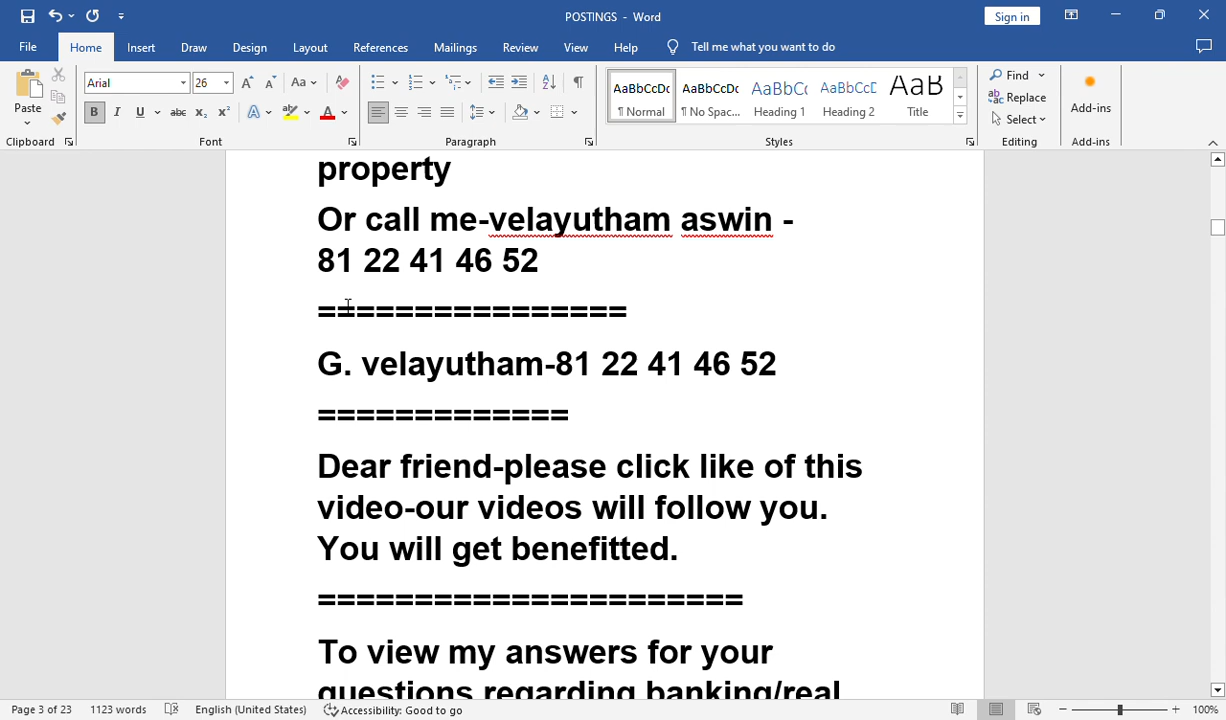 POSTINGS - Word
Sign in
File Home Insert Draw Design Layout References Mailings Review View Help Tell me what you want to do
Paste
Clipboard
Arial 26
Font
Paragraph
AaBbCcDc AaBbCcDc AaBbCc AaBbCcD AaB
¶ Normal ¶ No Spac... Heading 1 Heading 2 Title
Styles
Find
Replace
Select
Editing
Add-ins
Add-ins
property
Or call me-velayutham aswin -
81 22 41 46 52
================
G. velayutham-81 22 41 46 52
=============
Dear friend-please click like of this
video-our videos will follow you.
You will get benefitted.
======================
To view my answers for your
questions regarding banking/real
Page 3 of 23 1123 words English (United States) Accessibility: Good to go 100%